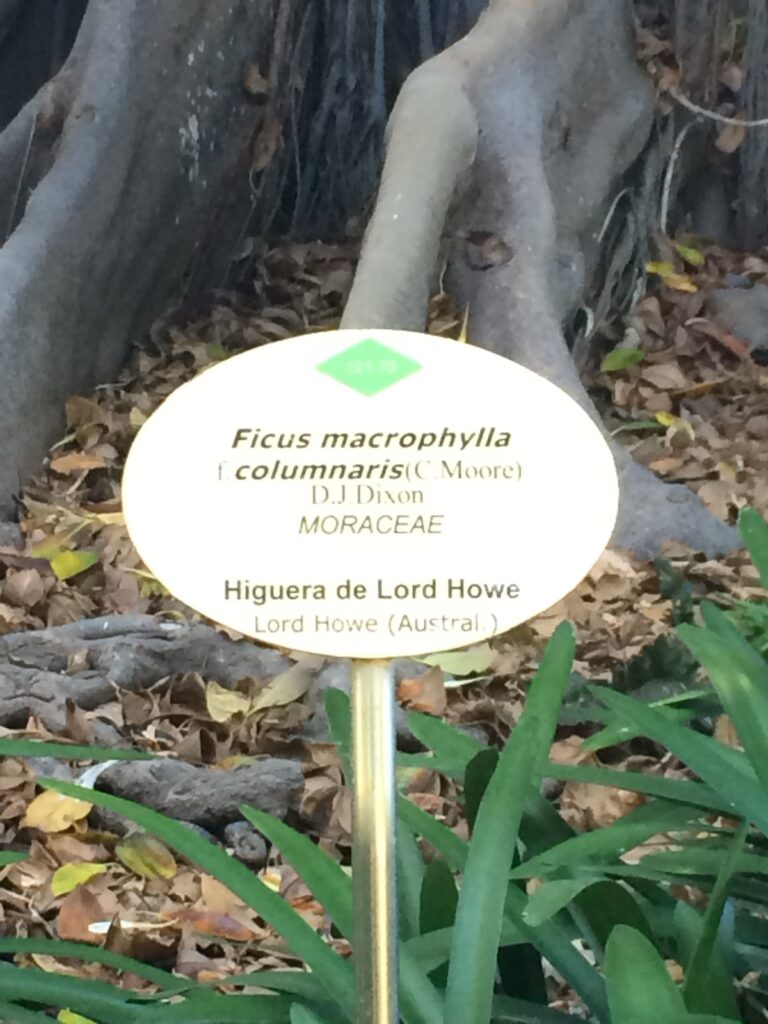 Ficus macrophylla
f. columnaris (C.Moore)
D.J.Dixon
MORACEAE
Higuera de Lord Howe
Lord Howe (Austral.)